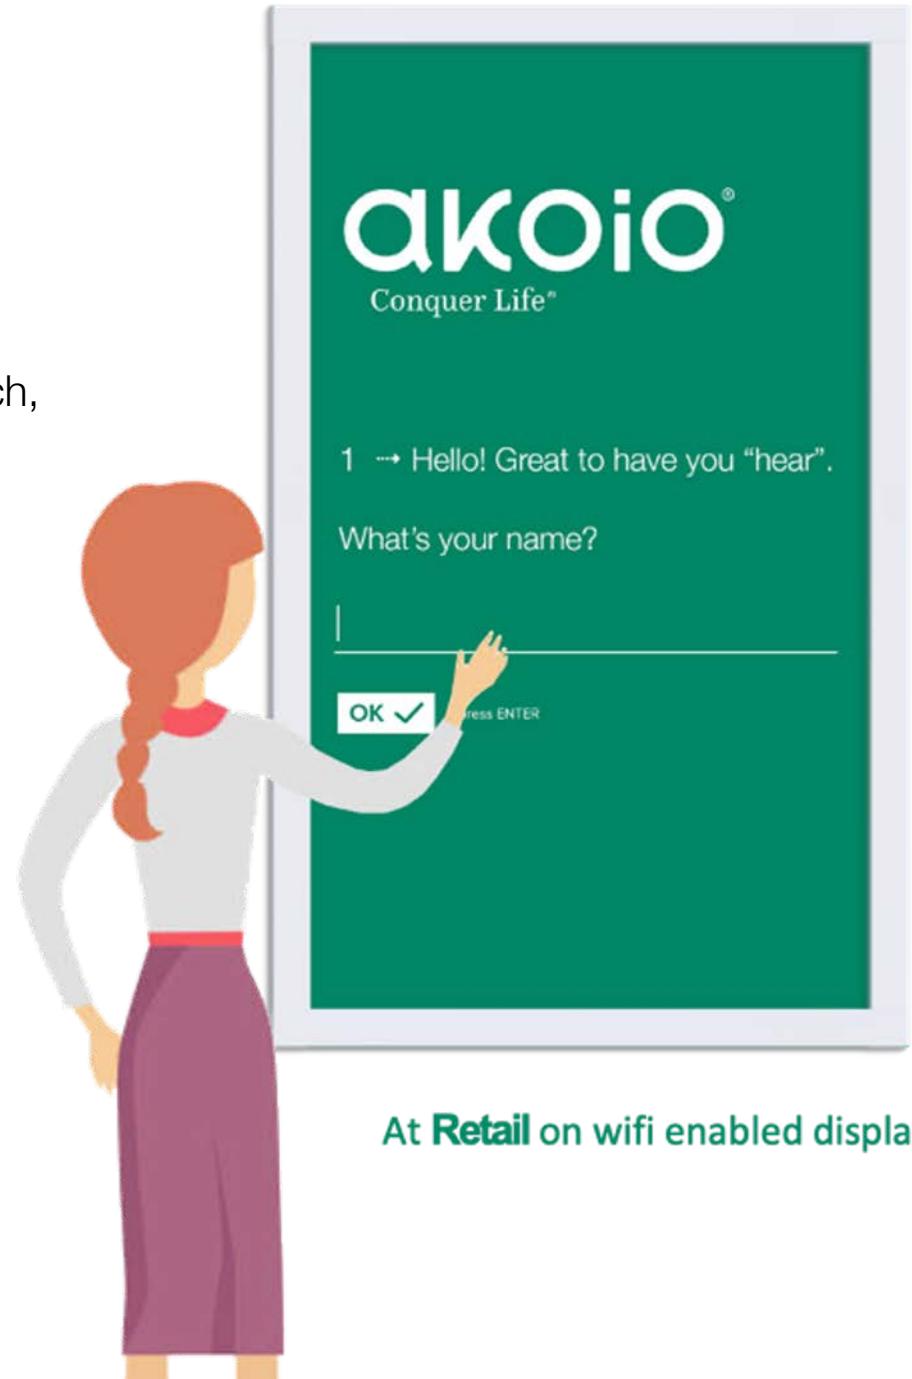 akoio®
Conquer Life
ch,
1 ⤑ Hello! Great to have you “hear”.
What’s your name?
OK ✓ ress ENTER
At Retail on wifi enabled displa